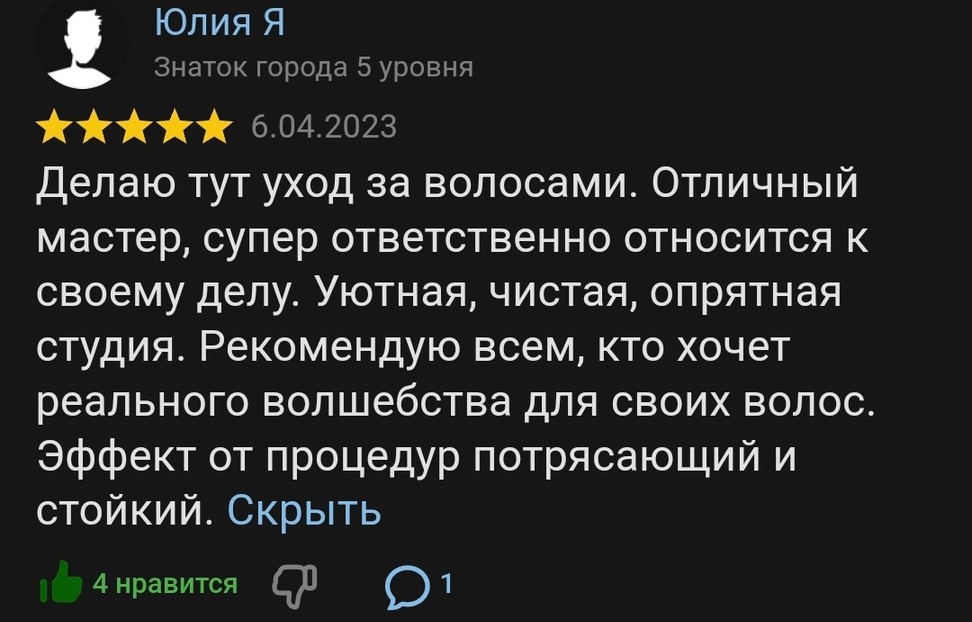 Юлия Я
Знаток города 5 уровня
6.04.2023
Делаю тут уход за волосами. Отличный
мастер, супер ответственно относится к
своему делу. Уютная, чистая, опрятная
студия. Рекомендую всем, кто хочет
реального волшебства для своих волос.
Эффект от процедур потрясающий и
стойкий. Скрыть
4 нравится 1